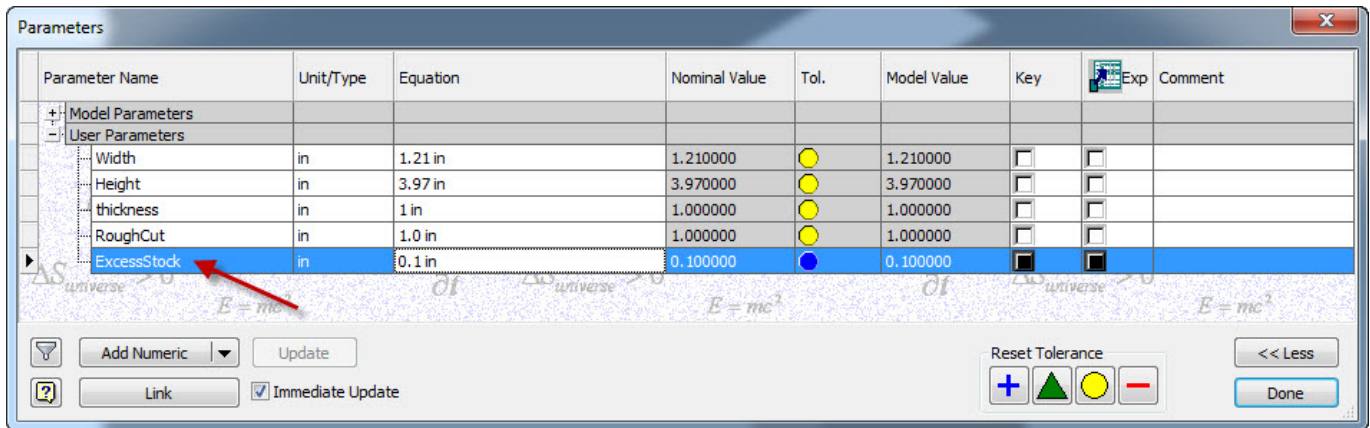 Parameters
Parameter Name Unit/Type Equation Nominal Value Tol. Model Value Key Exp Comment
Model Parameters
User Parameters
Width in 1.21 in 1.210000 1.210000
Height in 3.97 in 3.970000 3.970000
thickness in 1 in 1.000000 1.000000
RoughCut in 1.0 in 1.000000 1.000000
ExcessStock in 0.1 in 0.100000 0.100000
E = mc² E = mc² E = mc²
Add Numeric Update Reset Tolerance << Less
Link Immediate Update Done